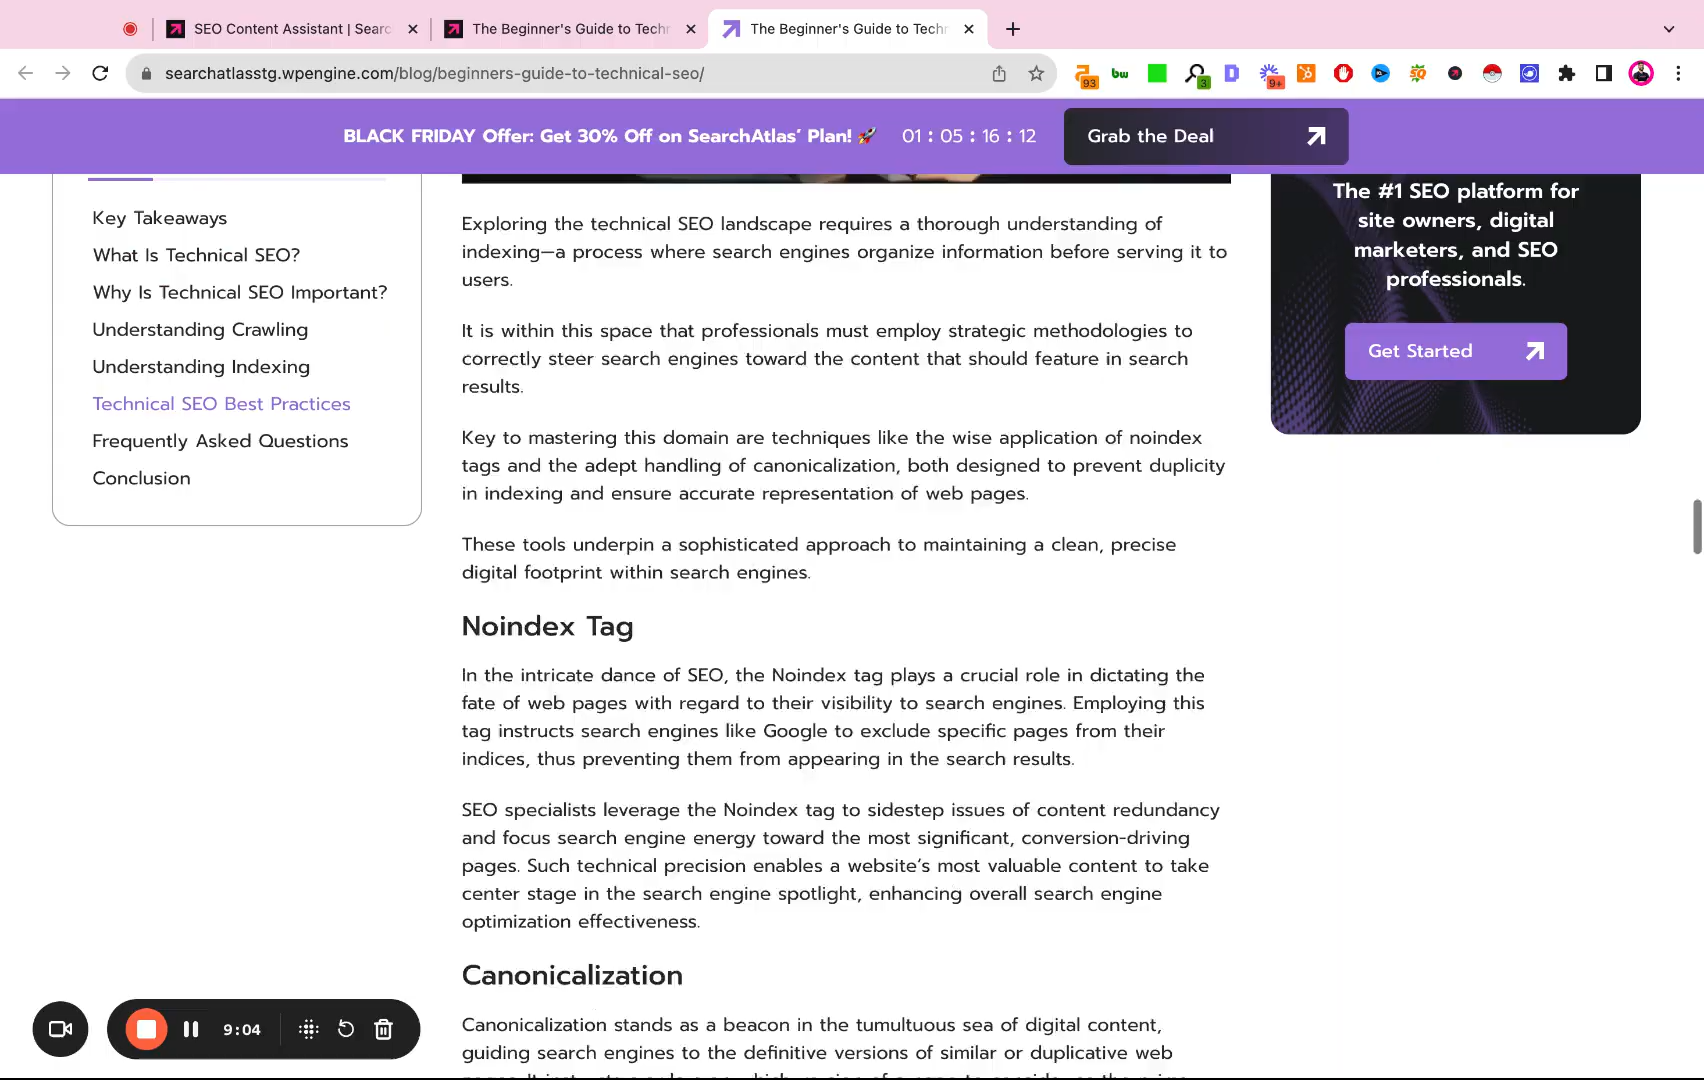 SEO Content Assistant | Searc
The Beginner's Guide to Techn
The Beginner's Guide to Techn
searchatlasstg.wpengine.com/blog/beginners-guide-to-technical-seo/
93
bw
3
D
9+
BLACK FRIDAY Offer: Get 30% Off on SearchAtlas' Plan! 🚀
01 : 05 : 16 : 12
Grab the Deal
Key Takeaways
What Is Technical SEO?
Why Is Technical SEO Important?
Understanding Crawling
Understanding Indexing
Technical SEO Best Practices
Frequently Asked Questions
Conclusion
Exploring the technical SEO landscape requires a thorough understanding of
indexing—a process where search engines organize information before serving it to
users.
It is within this space that professionals must employ strategic methodologies to
correctly steer search engines toward the content that should feature in search
results.
Key to mastering this domain are techniques like the wise application of noindex
tags and the adept handling of canonicalization, both designed to prevent duplicity
in indexing and ensure accurate representation of web pages.
These tools underpin a sophisticated approach to maintaining a clean, precise
digital footprint within search engines.
Noindex Tag
In the intricate dance of SEO, the Noindex tag plays a crucial role in dictating the
fate of web pages with regard to their visibility to search engines. Employing this
tag instructs search engines like Google to exclude specific pages from their
indices, thus preventing them from appearing in the search results.
SEO specialists leverage the Noindex tag to sidestep issues of content redundancy
and focus search engine energy toward the most significant, conversion-driving
pages. Such technical precision enables a website's most valuable content to take
center stage in the search engine spotlight, enhancing overall search engine
optimization effectiveness.
Canonicalization
Canonicalization stands as a beacon in the tumultuous sea of digital content,
guiding search engines to the definitive versions of similar or duplicative web
The #1 SEO platform for
site owners, digital
marketers, and SEO
professionals.
Get Started
9:04